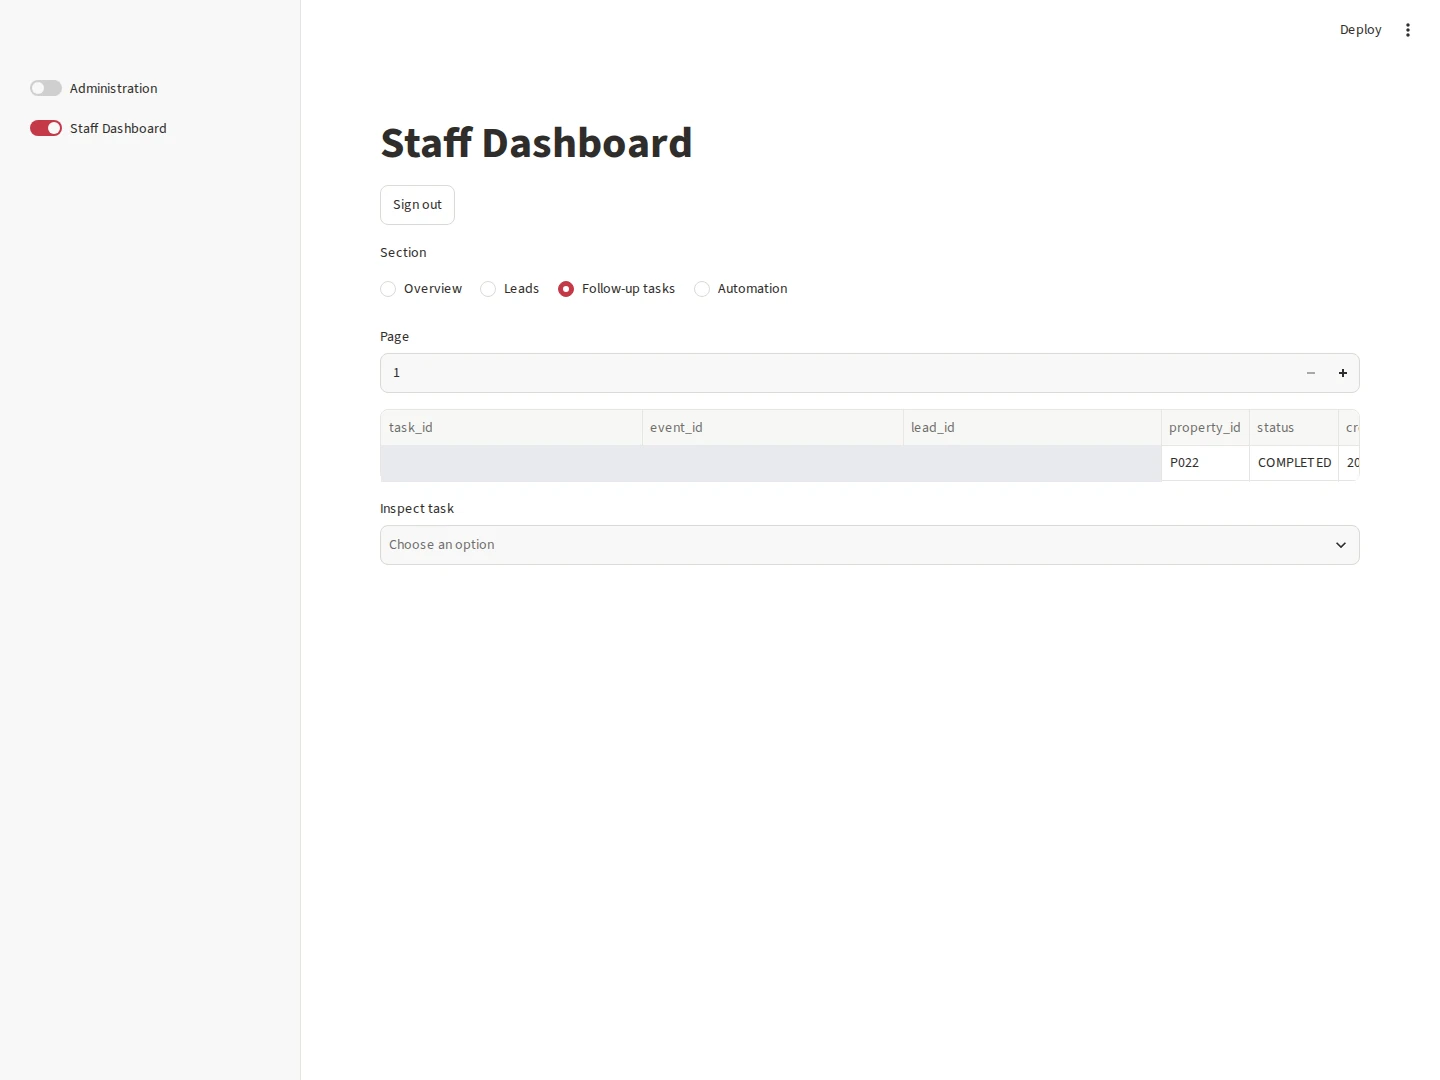 Deploy
Administration
Staff Dashboard
Staff Dashboard
Sign out
Section
Overview Leads Follow-up tasks Automation
Page
1
task_id event_id lead_id property_id status
P022 COMPLETED 20
Inspect task
Choose an option